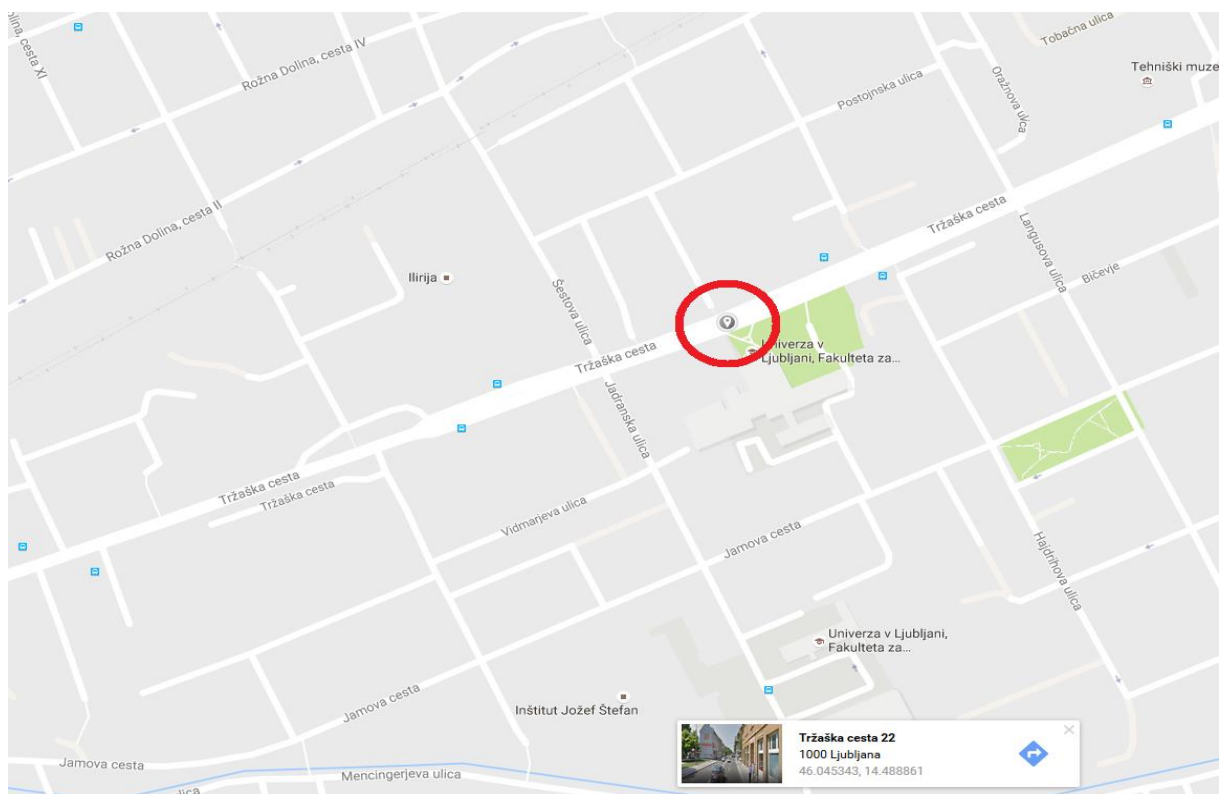 lina, cesta XI
Rožna Dolina, cesta IV
Tobačna ulica
Tehniški muze
Oražnova ulica
Postojnska ulica
Tržaška cesta
Langusova ulica
Bičevje
Rožna Dolina, cesta II
Ilirija
Šestova ulica
Univerza v
Ljubljani, Fakulteta za...
Tržaška cesta
Jadranska ulica
Tržaška cesta
Tržaška cesta
Vidmarjeva ulica
Jamova cesta
Hajdrihova ulica
Univerza v Ljubljani,
Fakulteta za...
Jamova cesta
Inštitut Jožef Štefan
Tržaška cesta 22
1000 Ljubljana
46.045343, 14.488861
Jamova cesta
Mencingerjeva ulica
lica